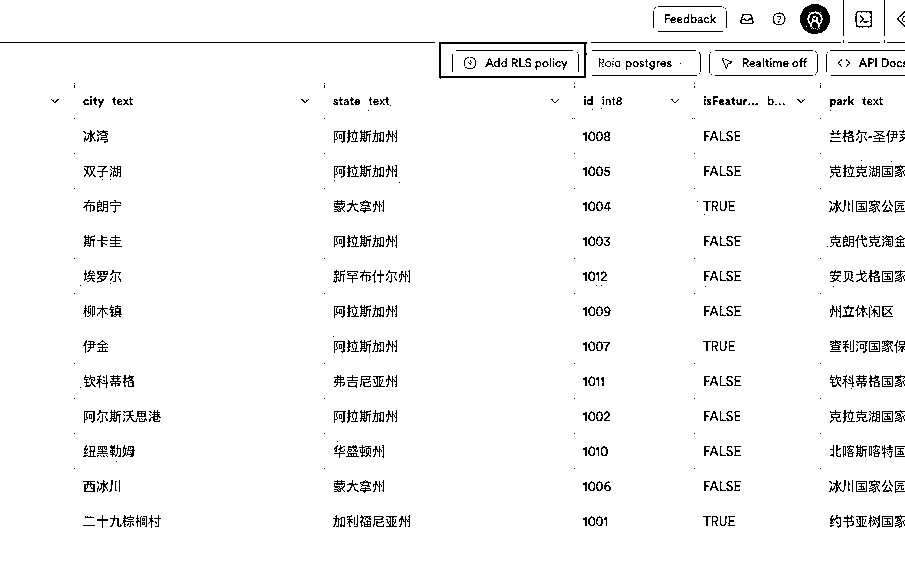 Feedback
Add RLS policy Role postgres Realtime off API Docs
city text state text id int8 isFeatur... b... park text
冰湾 阿拉斯加州 1008 FALSE 兰格尔-圣伊
双子湖 阿拉斯加州 1005 FALSE 克拉克湖国家
布朗宁 蒙大拿州 1004 TRUE 冰川国家公园
斯卡圭 阿拉斯加州 1003 FALSE 克朗代克淘金
埃罗尔 新罕布什尔州 1012 FALSE 安贝戈格国家
柳木镇 阿拉斯加州 1009 FALSE 州立休闲区
伊金 阿拉斯加州 1007 TRUE 查利河国家保
钦科蒂格 弗吉尼亚州 1011 FALSE 钦科蒂格国家
阿尔斯沃思港 阿拉斯加州 1002 FALSE 克拉克湖国家
纽黑勒姆 华盛顿州 1010 FALSE 北喀斯喀特国
西冰川 蒙大拿州 1006 FALSE 冰川国家公园
二十九棕榈村 加利福尼亚州 1001 TRUE 约书亚树国家